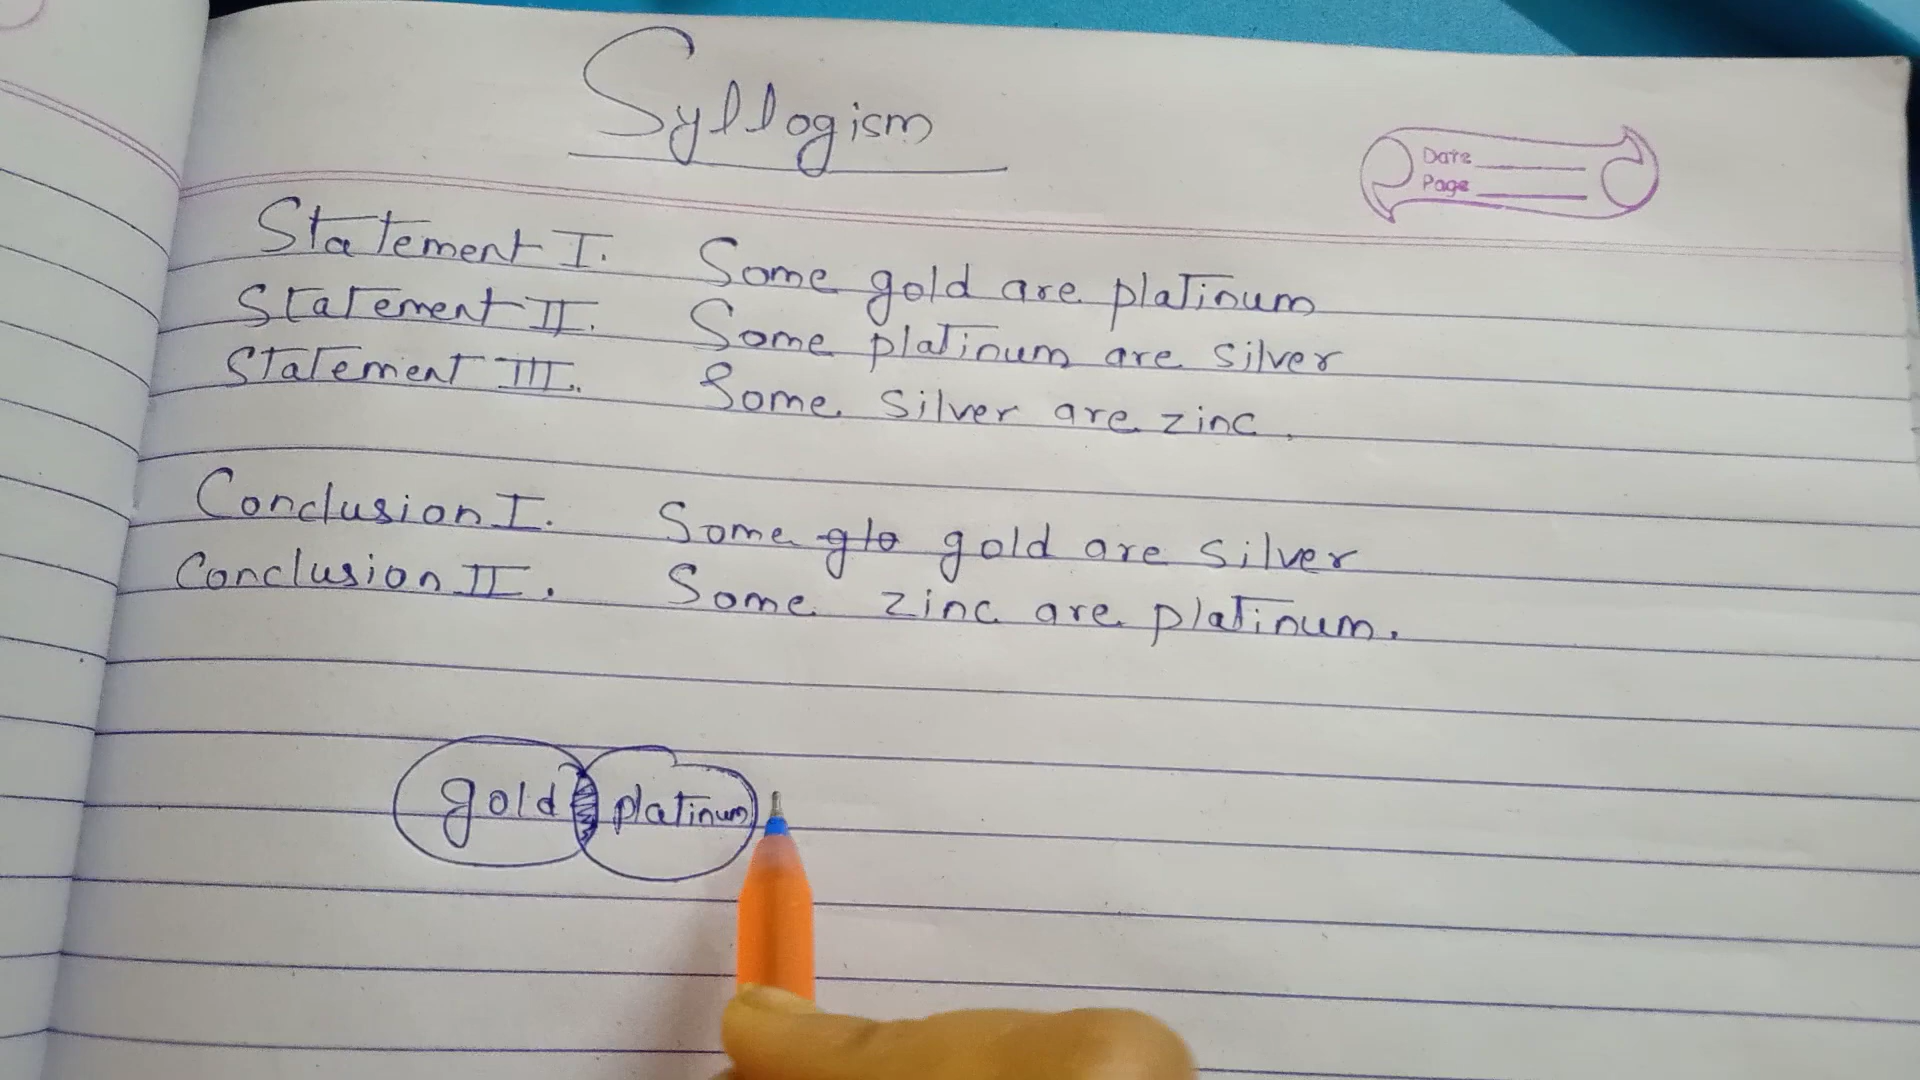 Syllogism
Date
Page
Statement I. Some gold are platinum
Statement II. Some platinum are silver
Statement III. Some silver are zinc.
Conclusion I. Some glo gold are silver
Conclusion II. Some zinc are platinum.
gold platinum